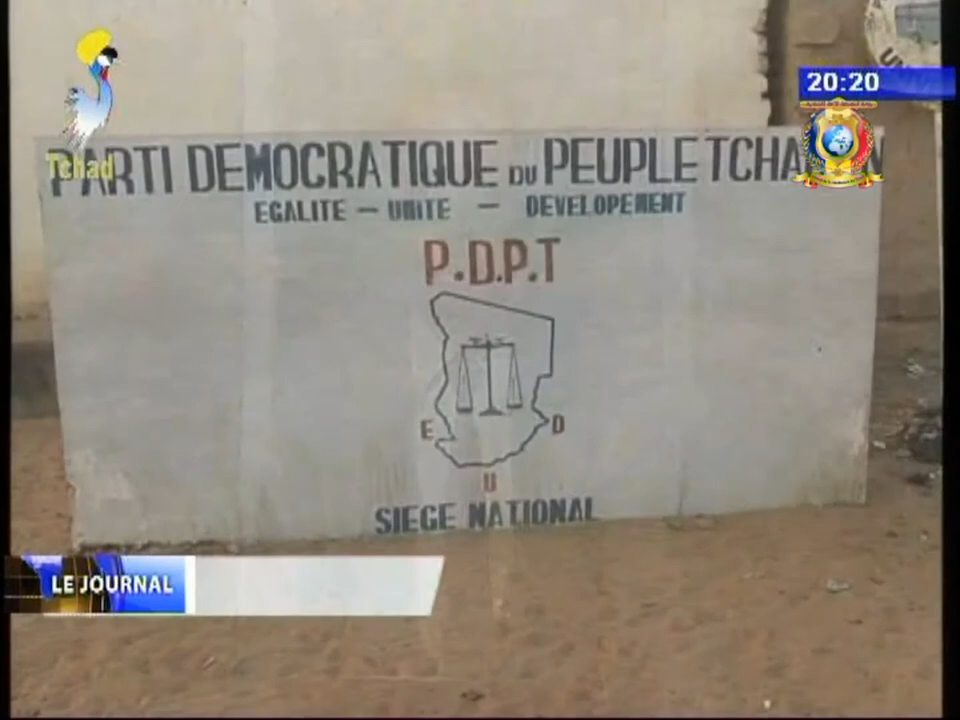 20:20
Tchad
PARTI DEMOCRATIQUE DU PEUPLE
EGALITE - UNITE - DEVELOPEMENT
P.D.P.T
E D
U
SIEGE NATIONAL
LE JOURNAL